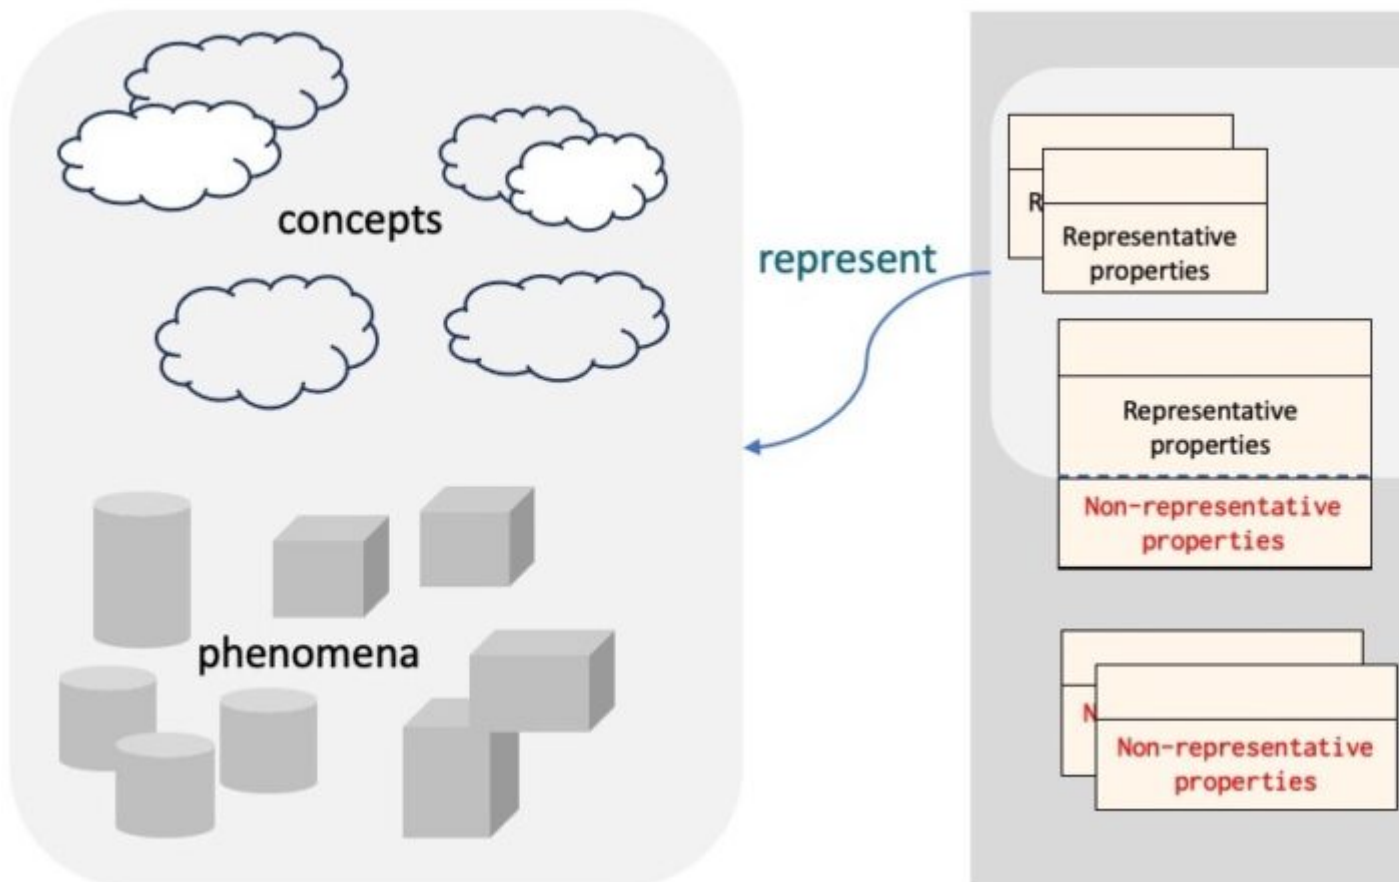 concepts
represent
R
Representative
properties
Representative
properties
Non-representative
properties
phenomena
N
Non-representative
properties